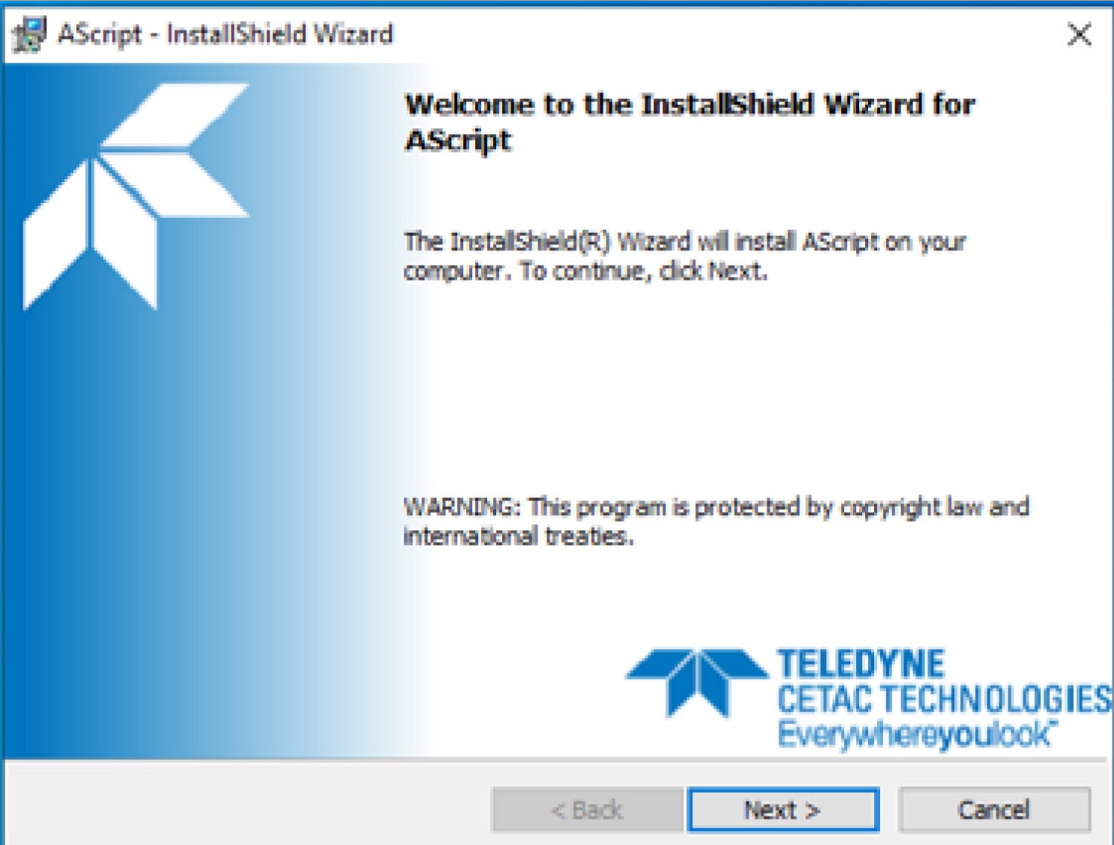 AScript - InstallShield Wizard
Welcome to the InstallShield Wizard for
AScript
The InstallShield(R) Wizard will install AScript on your
computer. To continue, click Next.
WARNING: This program is protected by copyright law and
international treaties.
TELEDYNE
CETAC TECHNOLOGIES
Everywhereyoulook™
< Back Next > Cancel